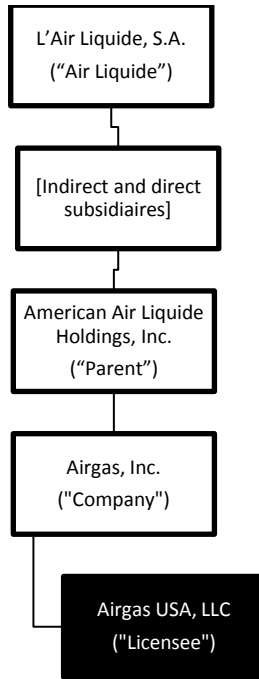 L’Air Liquide, S.A.
(“Air Liquide”)
[Indirect and direct
subsidiaires]
American Air Liquide
Holdings, Inc.
(“Parent”)
Airgas, Inc.
("Company")
Airgas USA, LLC
("Licensee")